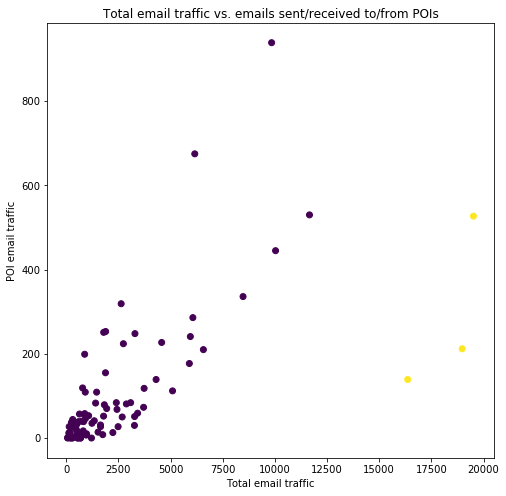 Total email traffic vs. emails sent/received to/from POIs
800
600
400
200
0
POI email traffic
0 2500 5000 7500 10000 12500 15000 17500 20000
Total email traffic